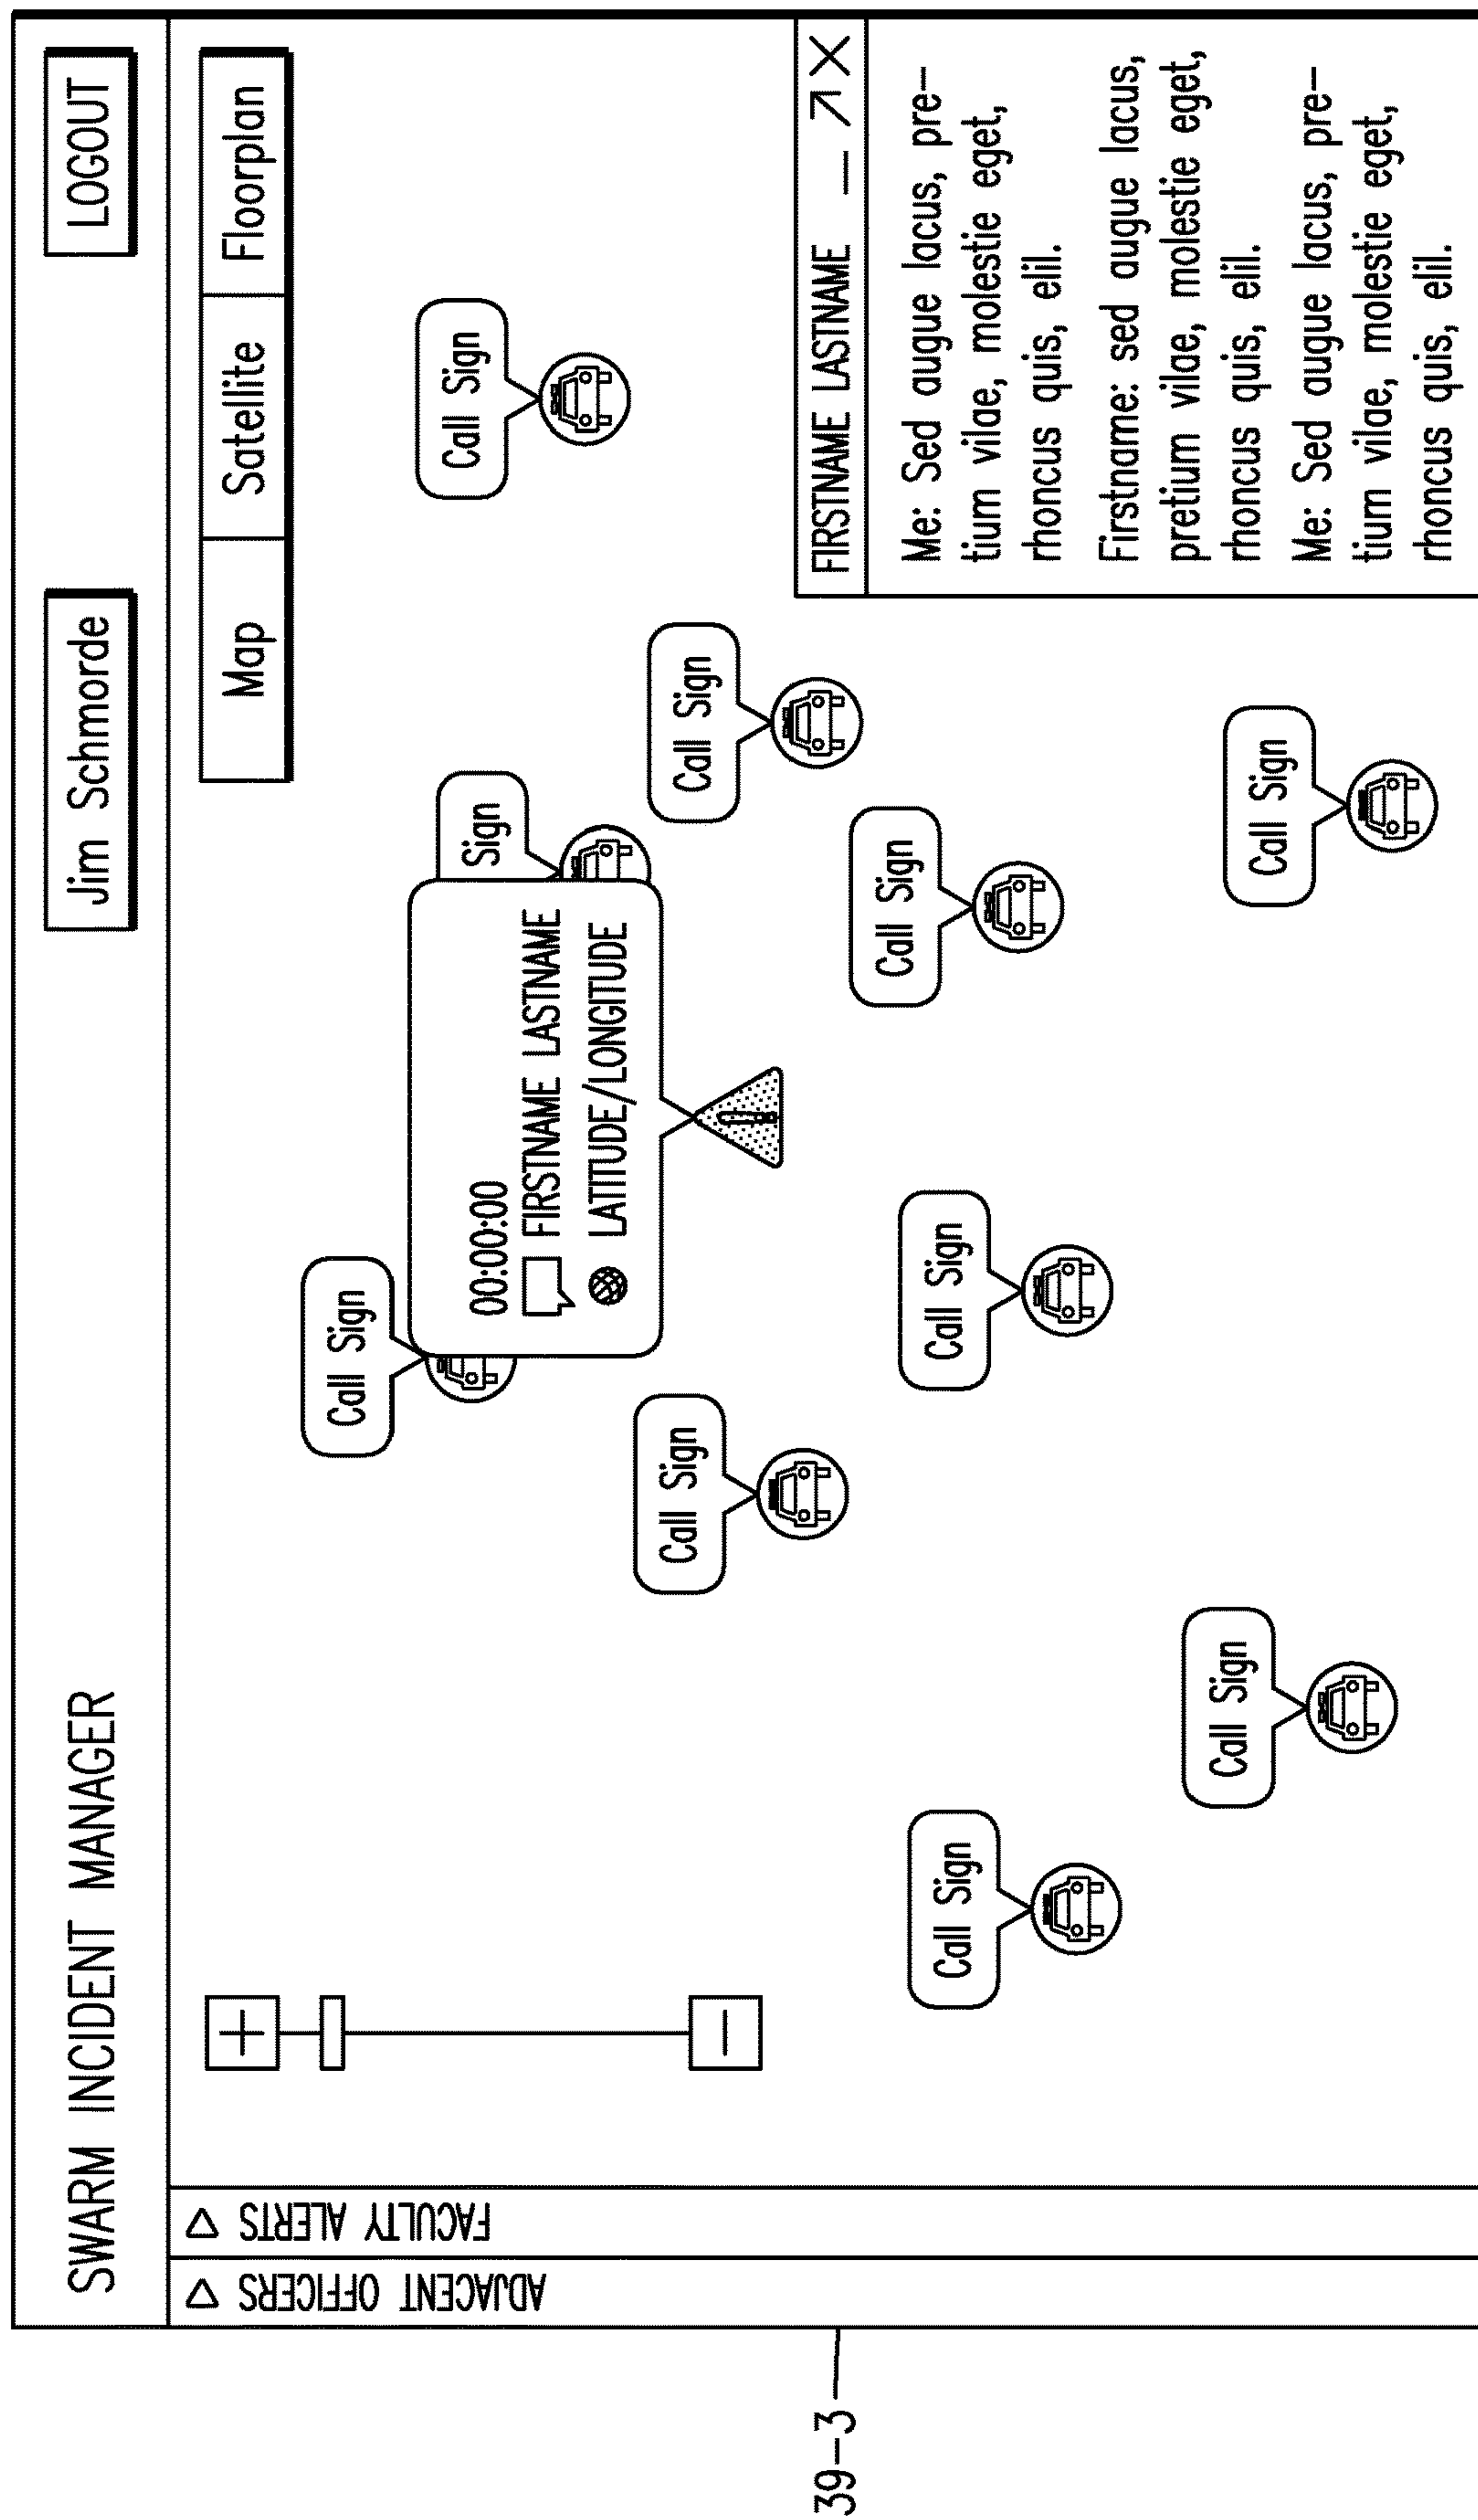 SWARM INCIDENT MANAGER
Jim Schmorde
LOGOUT
Map
Satellite
Floorplan
ADJACENT OFFICERS
FACULTY ALERTS
+
−
Call Sign
Call Sign
Sign
00:00:00
FIRSTNAME LASTNAME
LATITUDE/LONGITUDE
Call Sign
Call Sign
Call Sign
Call Sign
Call Sign
Call Sign
Call Sign
FIRSTNAME LASTNAME
Me: Sed augue lacus, pre–
tium vilae, molestie eget,
rhoncus quis, elil.
Firstname: sed augue lacus,
pretium vilae, molestie eget,
rhoncus quis, elil.
Me: Sed augue lacus, pre–
tium vilae, molestie eget,
rhoncus quis, elil.
39–3